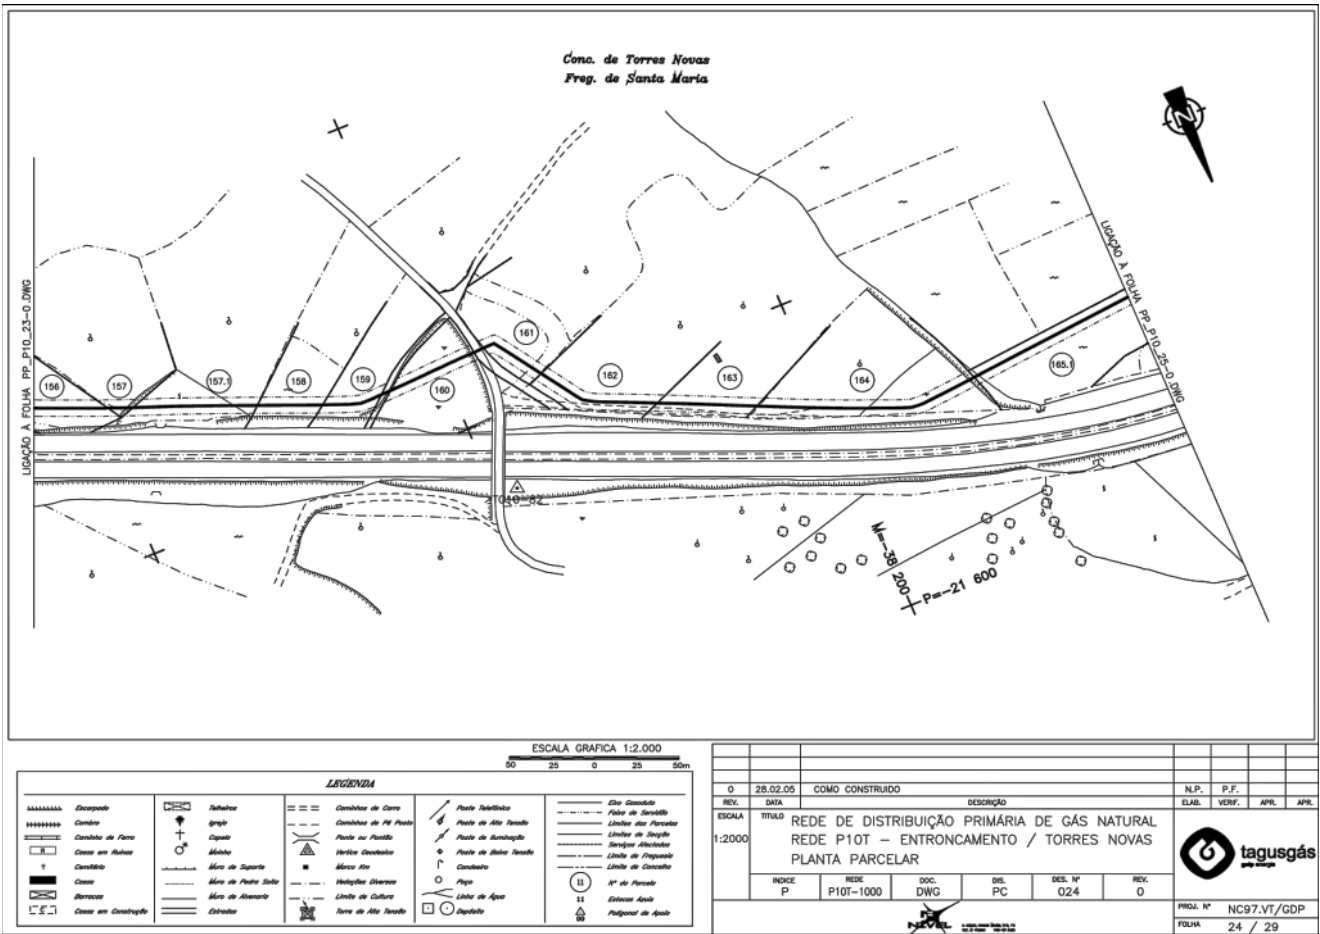 Conc. de Torres Novas
Freg. de Santa Maria
N
LIGAÇÃO À FOLHA PP_P10_23-0.DWG
LIGAÇÃO À FOLHA PP_P10_25-0.DWG
156
157
157.1
158
159
160
161
162
163
164
165.1
M=-38 200
P=-21 600
ESCALA GRAFICA 1:2.000
50 25 0 25 50m
LEGENDA
Escarpado
Combro
Caminho de Ferro
Casas em Ruínas
Cemitério
Casas
Barracas
Casas em Construção
Telheiros
Igreja
Capela
Moinho
Muro de Suporte
Muro de Pedra Solta
Muro de Alvenaria
Estradas
Caminhos de Carro
Caminhos de Pé Posto
Ponte ou Pontão
Vertice Geodesico
Marco Km
Vedações Diversas
Limite de Cultura
Torre de Alta Tensão
Poste Telefónico
Poste de Alta Tensão
Poste de Iluminação
Poste de Baixa Tensão
Candeeiro
Poço
Linha de Água
Depósito
Eixo Gasoduto
Faixa de Servidão
Limites das Parcelas
Limites de Secção
Serviços Afectados
Limite de Freguesia
Limite de Concelho
11 Nº da Parcela
11 Estacas Azuis
Poligonal de Apoio
0 28.02.05 COMO CONSTRUIDO N.P. P.F.
REV. DATA DESCRIÇÃO ELAB. VERIF. APR. APR.
ESCALA
1:2000
TITULO REDE DE DISTRIBUIÇÃO PRIMÁRIA DE GÁS NATURAL
REDE P10T – ENTRONCAMENTO / TORRES NOVAS
PLANTA PARCELAR
INDICE REDE DOC. DIS. DES. Nº REV.
P P10T-1000 DWG PC 024 0
tagusgás
galp energia
NIVEL
PROJ. Nº NC97.VT/GDP
FOLHA 24 / 29